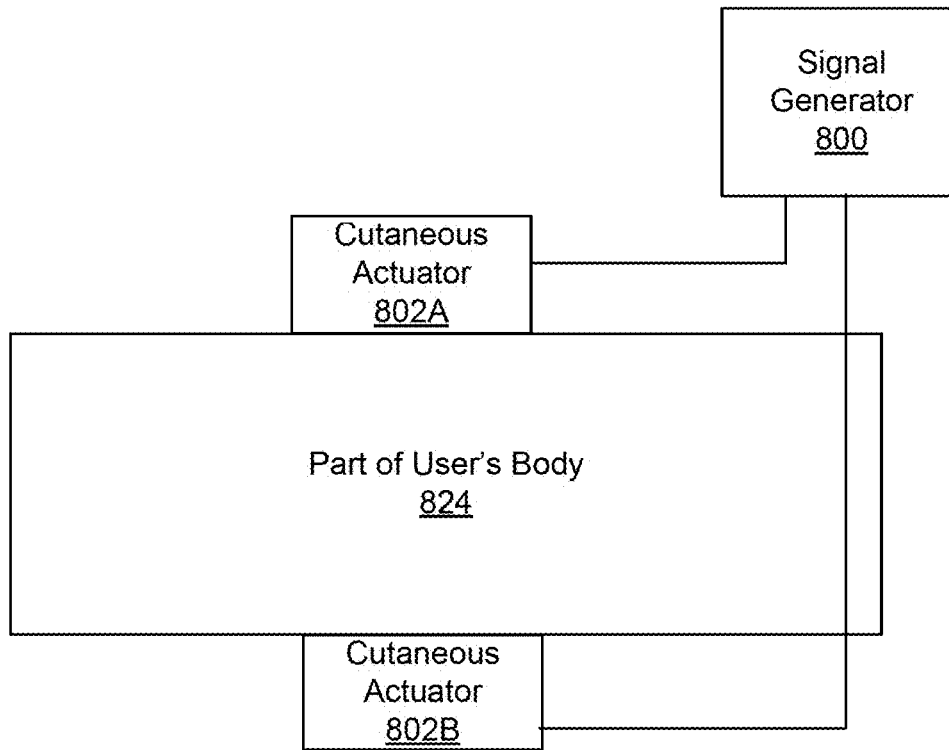 Signal
Generator
800
Cutaneous
Actuator
802A
Part of User's Body
824
Cutaneous
Actuator
802B